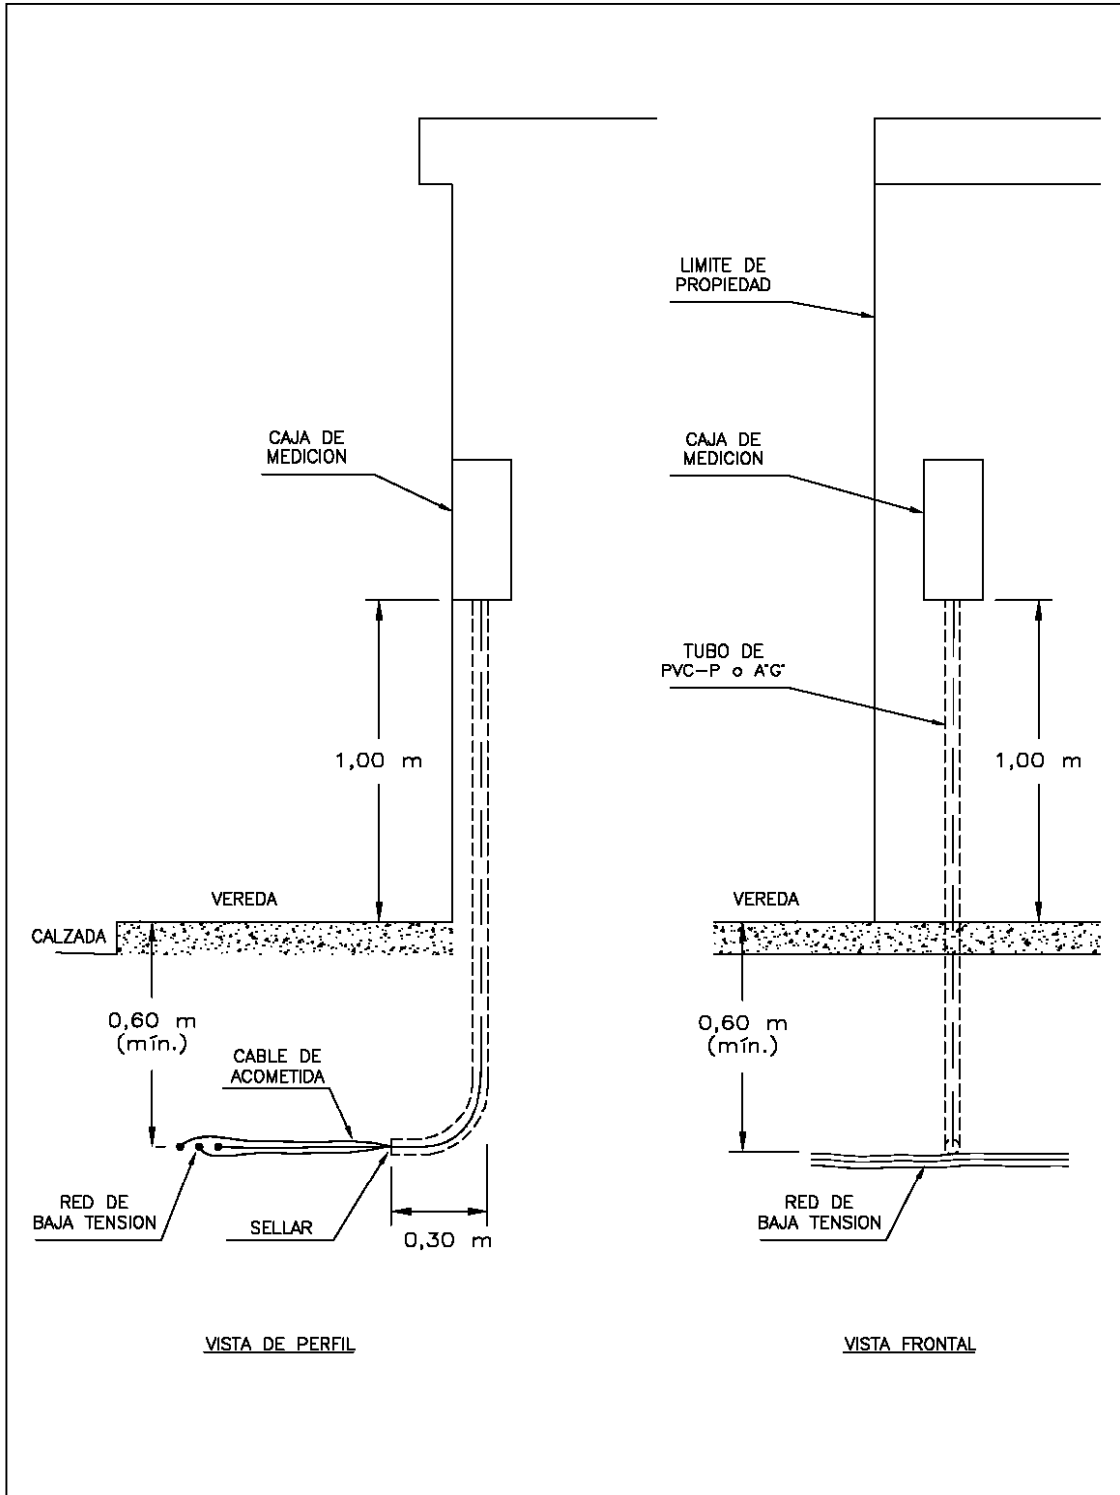 LIMITE DE
PROPIEDAD
CAJA DE
MEDICION
CAJA DE
MEDICION
TUBO DE
PVC-P o A°G°
1,00 m
1,00 m
VEREDA
VEREDA
CALZADA
0,60 m
(mín.)
0,60 m
(mín.)
CABLE DE
ACOMETIDA
RED DE
BAJA TENSION
SELLAR
0,30 m
RED DE
BAJA TENSION
VISTA DE PERFIL
VISTA FRONTAL